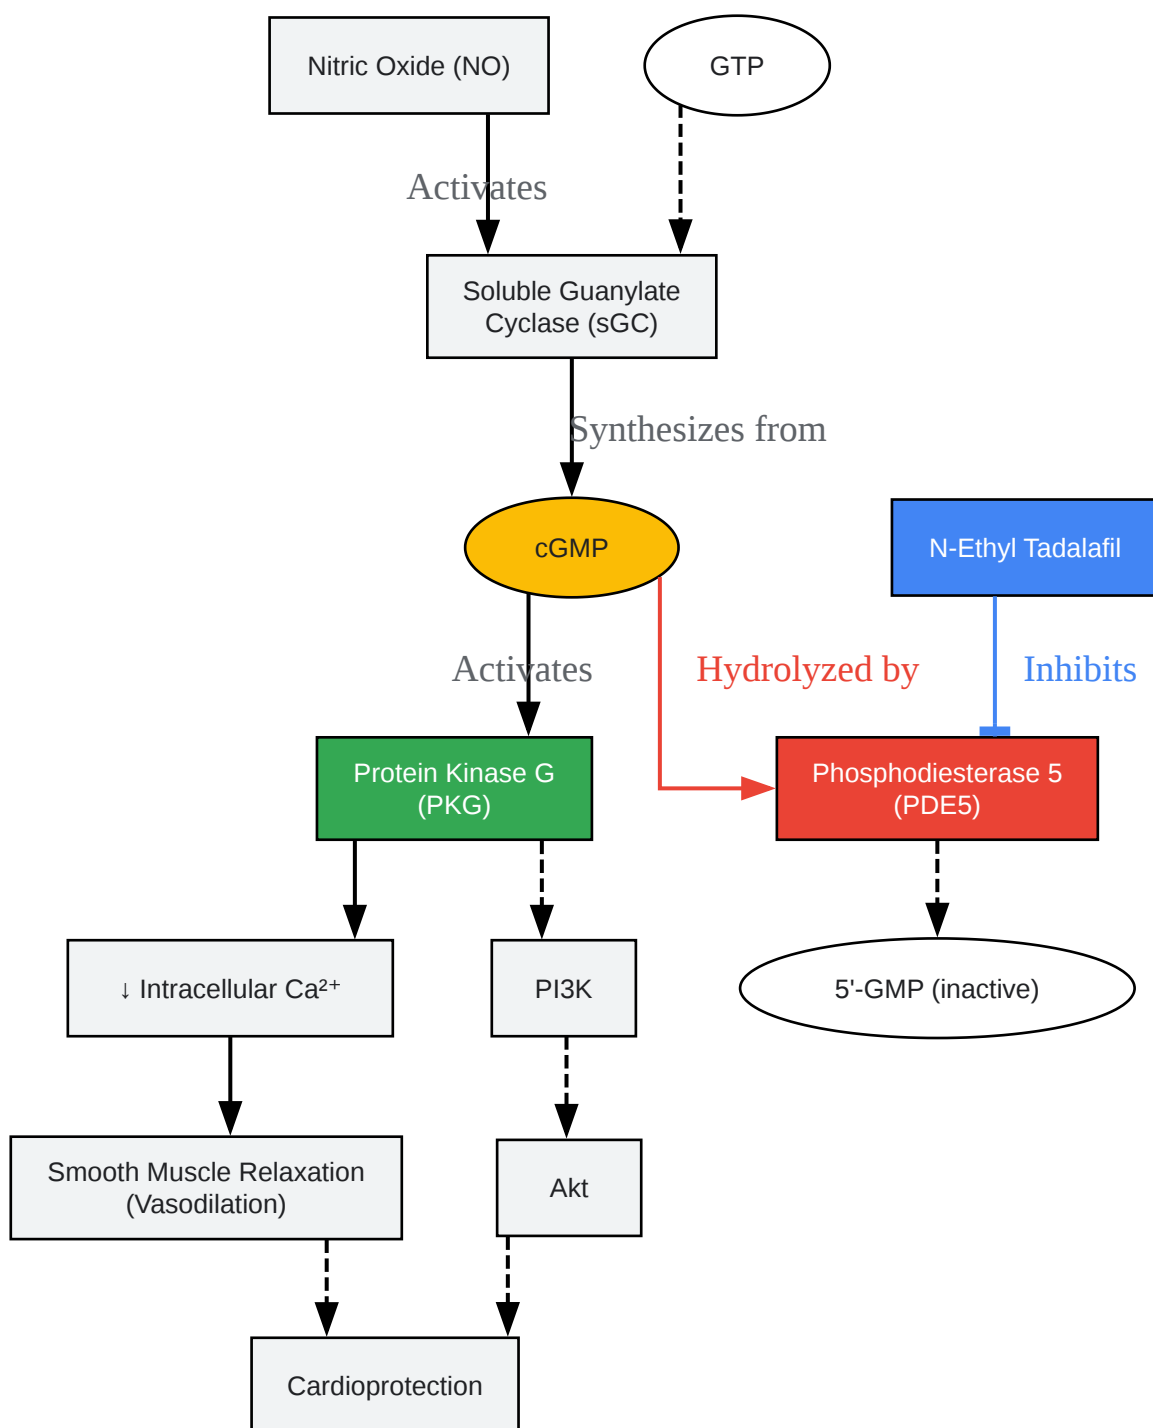 Nitric Oxide (NO)
GTP
Activates
Soluble Guanylate
Cyclase (sGC)
Synthesizes from
cGMP
N-Ethyl Tadalafil
Activates
Hydrolyzed by
Inhibits
Protein Kinase G
(PKG)
Phosphodiesterase 5
(PDE5)
↓ Intracellular Ca²⁺
PI3K
5'-GMP (inactive)
Smooth Muscle Relaxation
(Vasodilation)
Akt
Cardioprotection